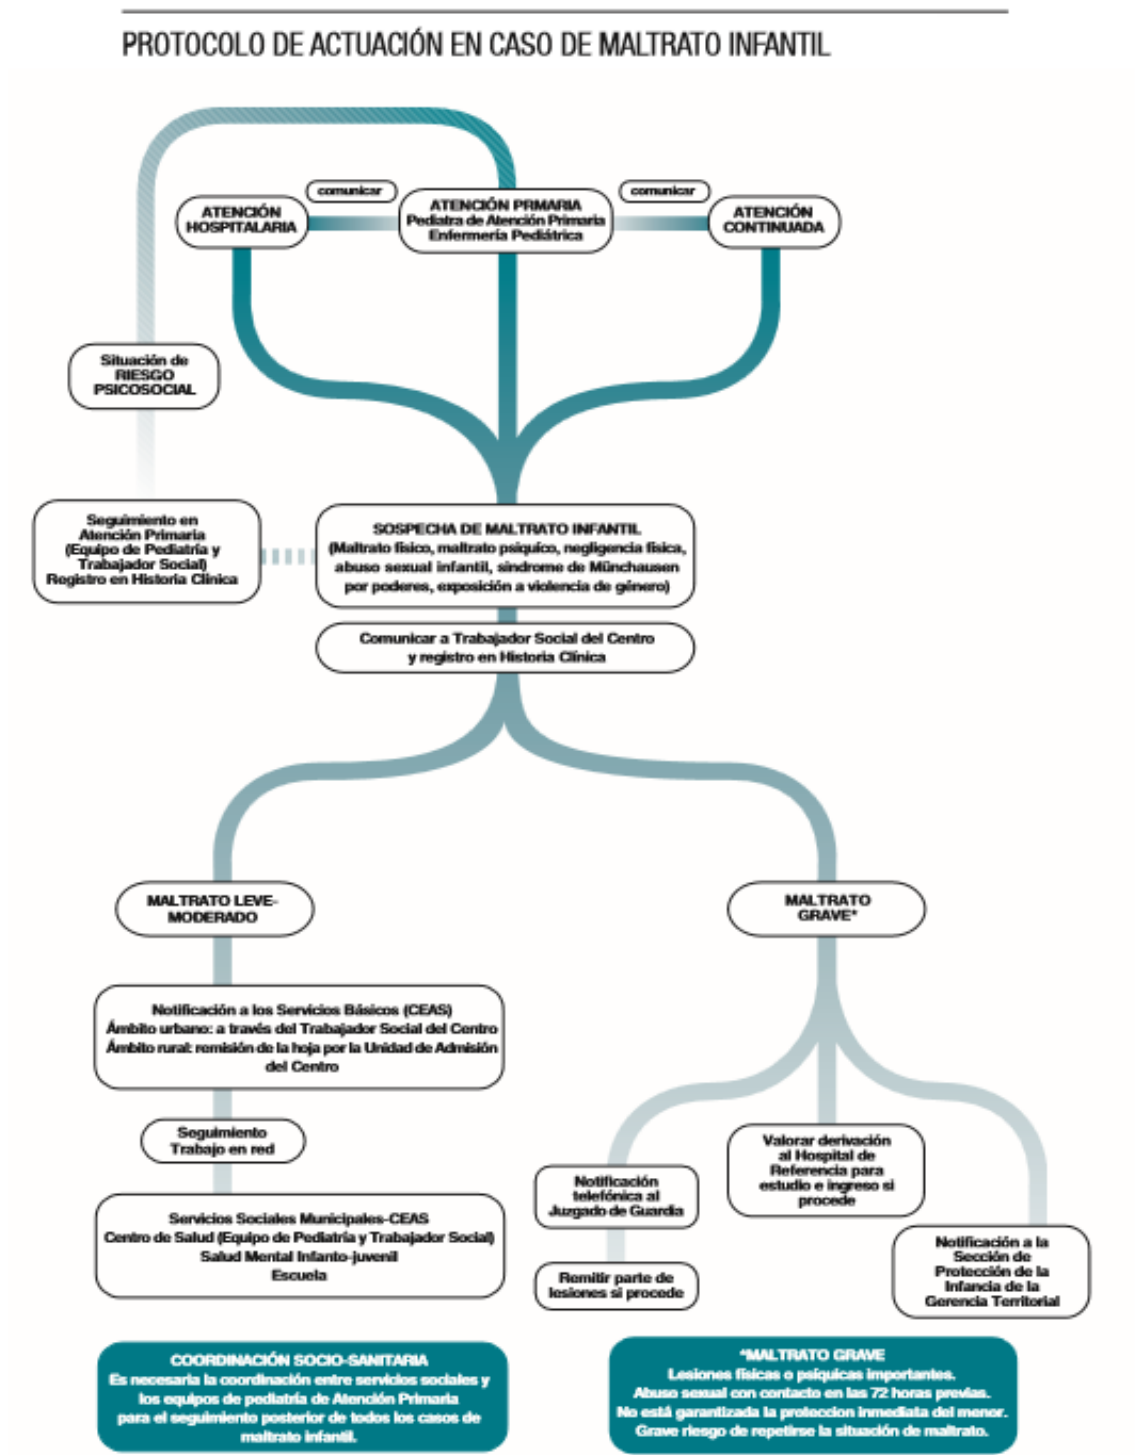 PROTOCOLO DE ACTUACIÓN EN CASO DE MALTRATO INFANTIL
comunicar
comunicar
ATENCIÓN
HOSPITALARIA
ATENCIÓN PRMARIA
Pediatra de Atención Primaria
Enfermería Pediátrica
ATENCIÓN
CONTINUADA
Situación de
RIESGO
PSICOSOCIAL
Seguimiento en
Atención Primaria
(Equipo de Pediatría y
Trabajador Social)
Registro en Historia Clínica
SOSPECHA DE MALTRATO INFANTIL
(Maltrato físico, maltrato psiquíco, negligencia física,
abuso sexual infantil, síndrome de Münchausen
por poderes, exposición a violencia de género)
Comunicar a Trabajador Social del Centro
y registro en Historia Clínica
MALTRATO LEVE-
MODERADO
MALTRATO
GRAVE*
Notificación a los Servicios Básicos (CEAS)
Ámbito urbano: a través del Trabajador Social del Centro
Ámbito rural: remisión de la hoja por la Unidad de Admisión
del Centro
Seguimiento
Trabajo en red
Servicios Sociales Municipales-CEAS
Centro de Salud (Equipo de Pediatría y Trabajador Social)
Salud Mental Infanto-juvenil
Escuela
Notificación
telefónica al
Juzgado de Guardia
Remitir parte de
lesiones si procede
Valorar derivación
al Hospital de
Referencia para
estudio e ingreso si
procede
Notificación a la
Sección de
Protección de la
Infancia de la
Gerencia Territorial
COORDINACIÓN SOCIO-SANITARIA
Es necesaria la coordinación entre servicios sociales y
los equipos de pediatría de Atención Primaria
para el seguimiento posterior de todos los casos de
maltrato infantil.
*MALTRATO GRAVE
Lesiones físicas o psíquicas importantes.
Abuso sexual con contacto en las 72 horas previas.
No está garantizada la proteccion inmediata del menor.
Grave riesgo de repetirse la situación de maltrato.